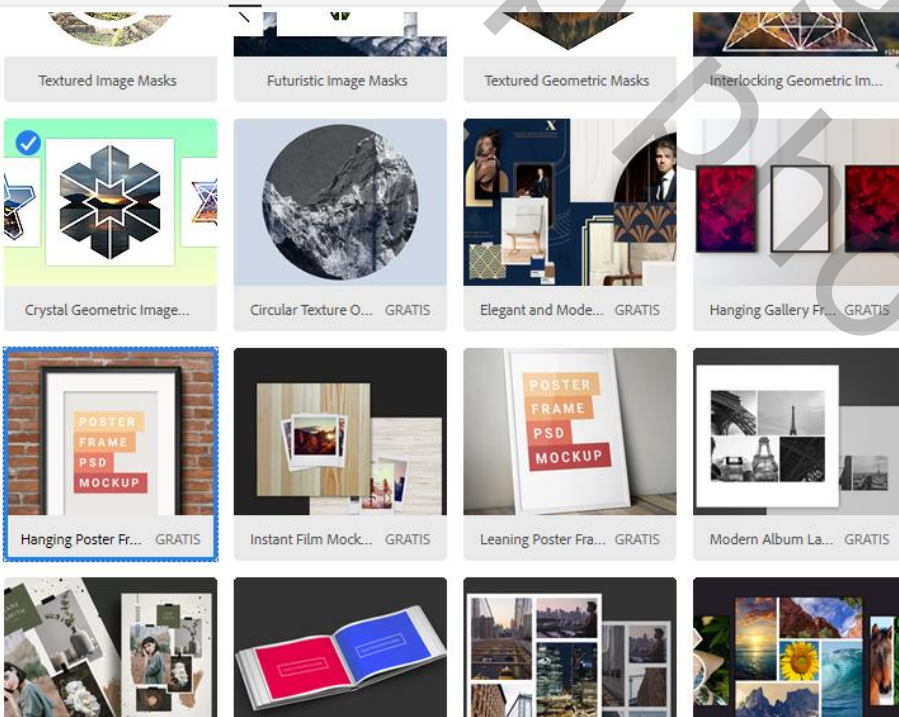 Textured Image Masks
Futuristic Image Masks
Textured Geometric Masks
Interlocking Geometric Im...
X
Crystal Geometric Image...
Circular Texture O... GRATIS
Elegant and Mode... GRATIS
Hanging Gallery Fr... GRATIS
POSTER
FRAME
PSD
MOCKUP
POSTER
FRAME
PSD
MOCKUP
Hanging Poster Fr... GRATIS
Instant Film Mock... GRATIS
Leaning Poster Fra... GRATIS
Modern Album La... GRATIS